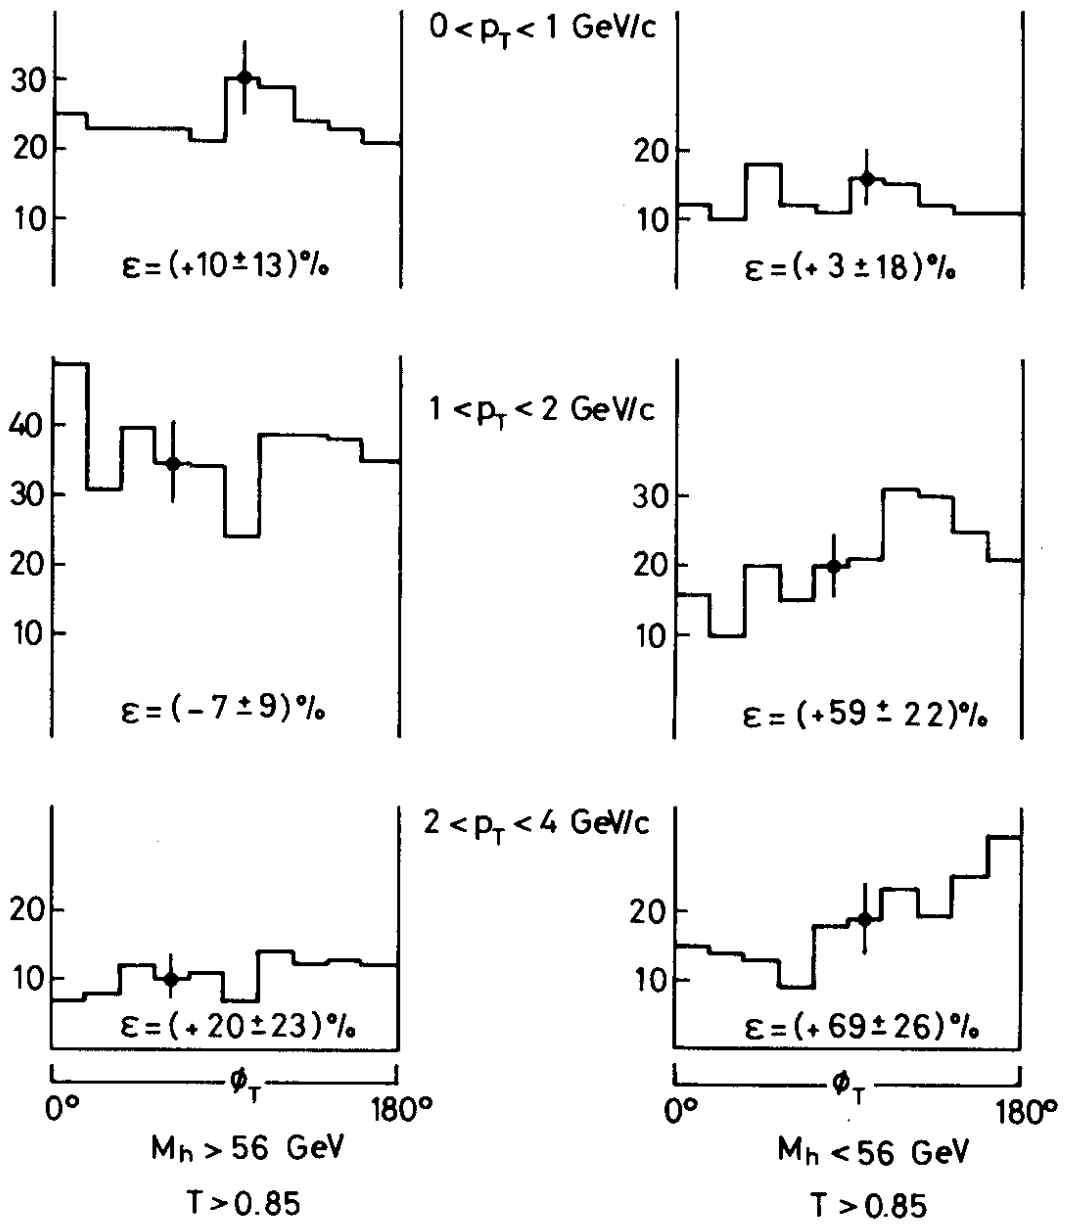 0 < p_T < 1 GeV/c
30
20
10
ε = (+10 ± 13) %
20
10
ε = (+ 3 ± 18) %
1 < p_T < 2 GeV/c
40
30
20
10
ε = (− 7 ± 9) %
30
20
10
ε = (+59 ± 22) %
2 < p_T < 4 GeV/c
20
10
ε = (+ 20 ± 23) %
20
10
ε = (+ 69 ± 26) %
ϕ_T
0° 180°
M_h > 56 GeV
T > 0.85
ϕ_T
0° 180°
M_h < 56 GeV
T > 0.85